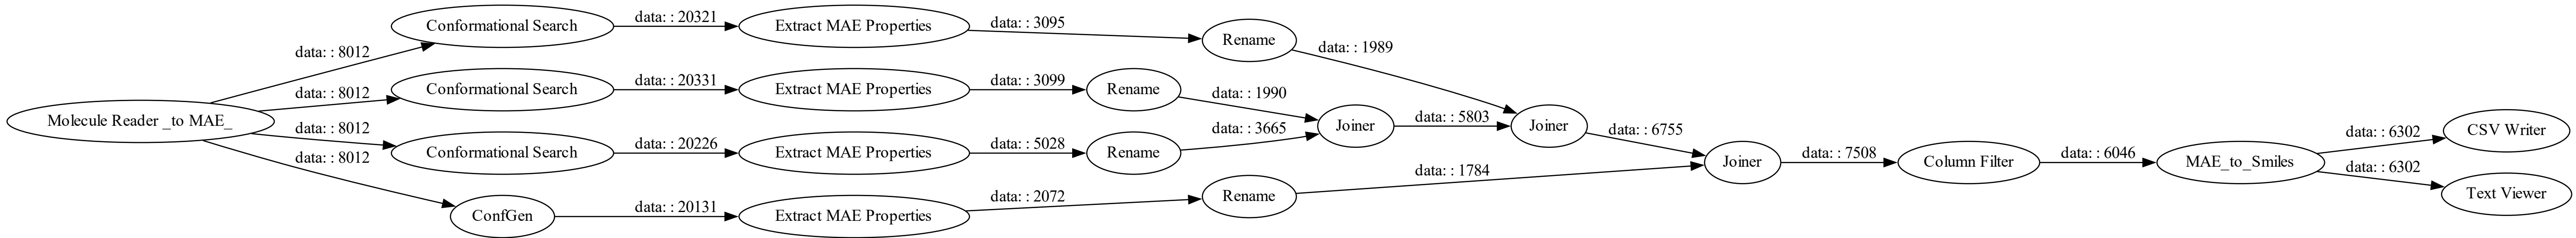 Molecule Reader _to MAE_
data: : 8012
data: : 8012
data: : 8012
data: : 8012
Conformational Search
Conformational Search
Conformational Search
ConfGen
data: : 20321
data: : 20331
data: : 20226
data: : 20131
Extract MAE Properties
Extract MAE Properties
Extract MAE Properties
Extract MAE Properties
data: : 3095
data: : 3099
data: : 5028
data: : 2072
Rename
Rename
Rename
Rename
data: : 1989
data: : 1990
data: : 3665
data: : 1784
Joiner
data: : 5803
Joiner
data: : 6755
Joiner
data: : 7508
Column Filter
data: : 6046
MAE_to_Smiles
data: : 6302
data: : 6302
CSV Writer
Text Viewer